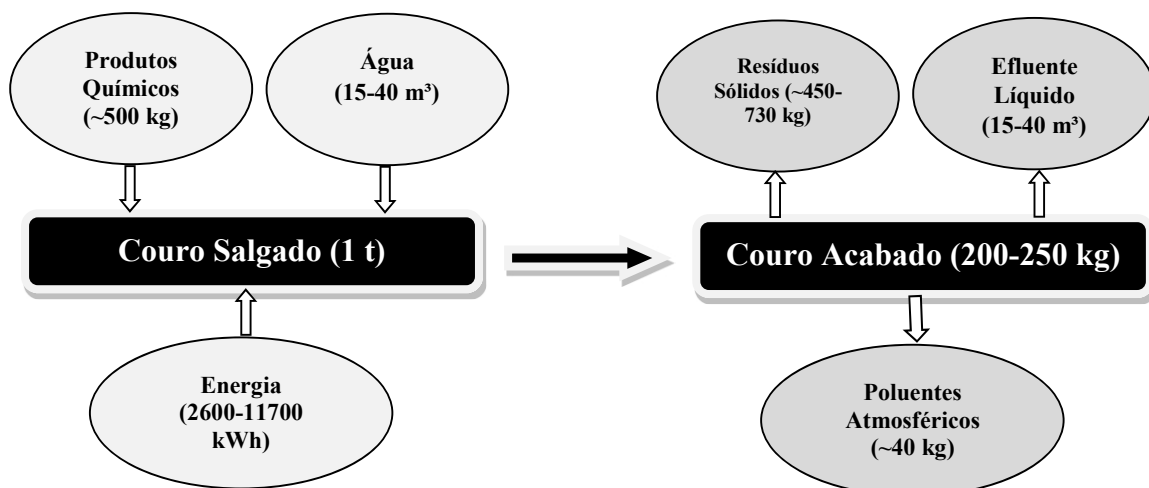 Produtos
Químicos
(~500 kg)
Água
(15-40 m³)
Resíduos
Sólidos (~450-
730 kg)
Efluente
Líquido
(15-40 m³)
Couro Salgado (1 t)
Couro Acabado (200-250 kg)
Energia
(2600-11700
kWh)
Poluentes
Atmosféricos
(~40 kg)